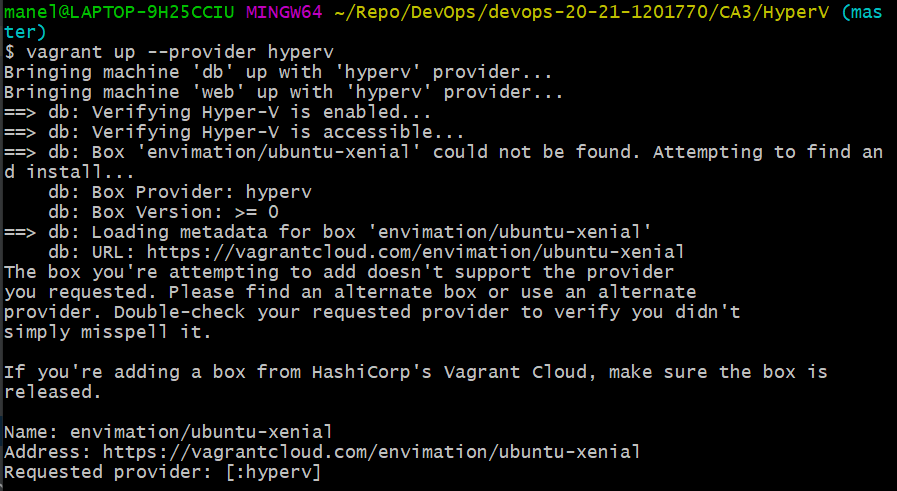 manel@LAPTOP-9H25CCIU MINGW64 ~/Repo/DevOps/devops-20-21-1201770/CA3/HyperV (mas
ter)
$ vagrant up --provider hyperv
Bringing machine 'db' up with 'hyperv' provider...
Bringing machine 'web' up with 'hyperv' provider...
==> db: Verifying Hyper-V is enabled...
==> db: Verifying Hyper-V is accessible...
==> db: Box 'envimation/ubuntu-xenial' could not be found. Attempting to find an
d install...
    db: Box Provider: hyperv
    db: Box Version: >= 0
==> db: Loading metadata for box 'envimation/ubuntu-xenial'
    db: URL: https://vagrantcloud.com/envimation/ubuntu-xenial
The box you're attempting to add doesn't support the provider
you requested. Please find an alternate box or use an alternate
provider. Double-check your requested provider to verify you didn't
simply misspell it.

If you're adding a box from HashiCorp's Vagrant Cloud, make sure the box is
released.

Name: envimation/ubuntu-xenial
Address: https://vagrantcloud.com/envimation/ubuntu-xenial
Requested provider: [:hyperv]